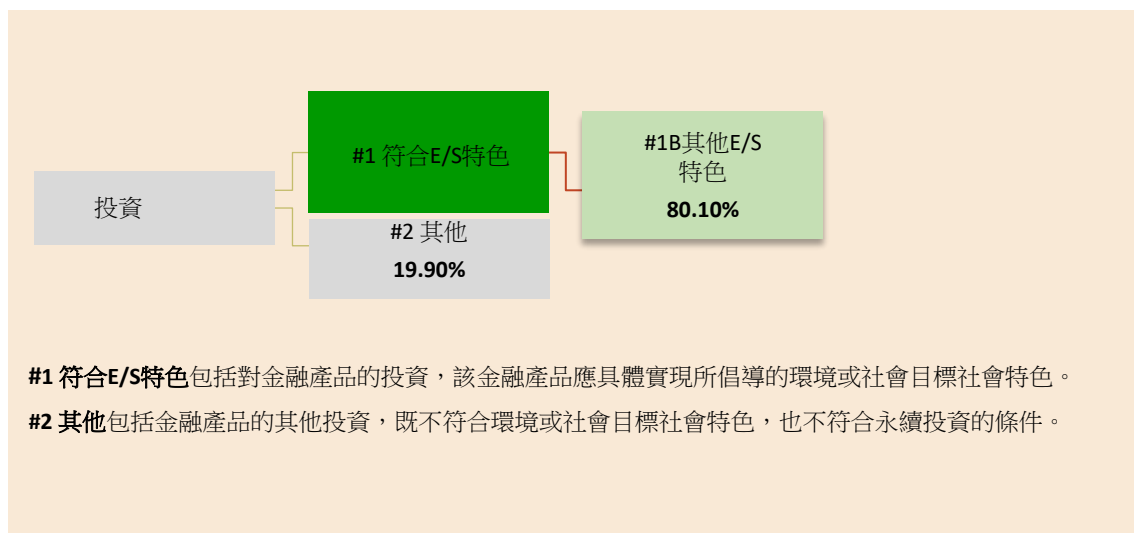 投資
#1 符合E/S特色
#2 其他
19.90%
#1B其他E/S
特色
80.10%
#1 符合E/S特色包括對金融產品的投資，該金融產品應具體實現所倡導的環境或社會目標社會特色。
#2 其他包括金融產品的其他投資，既不符合環境或社會目標社會特色，也不符合永續投資的條件。